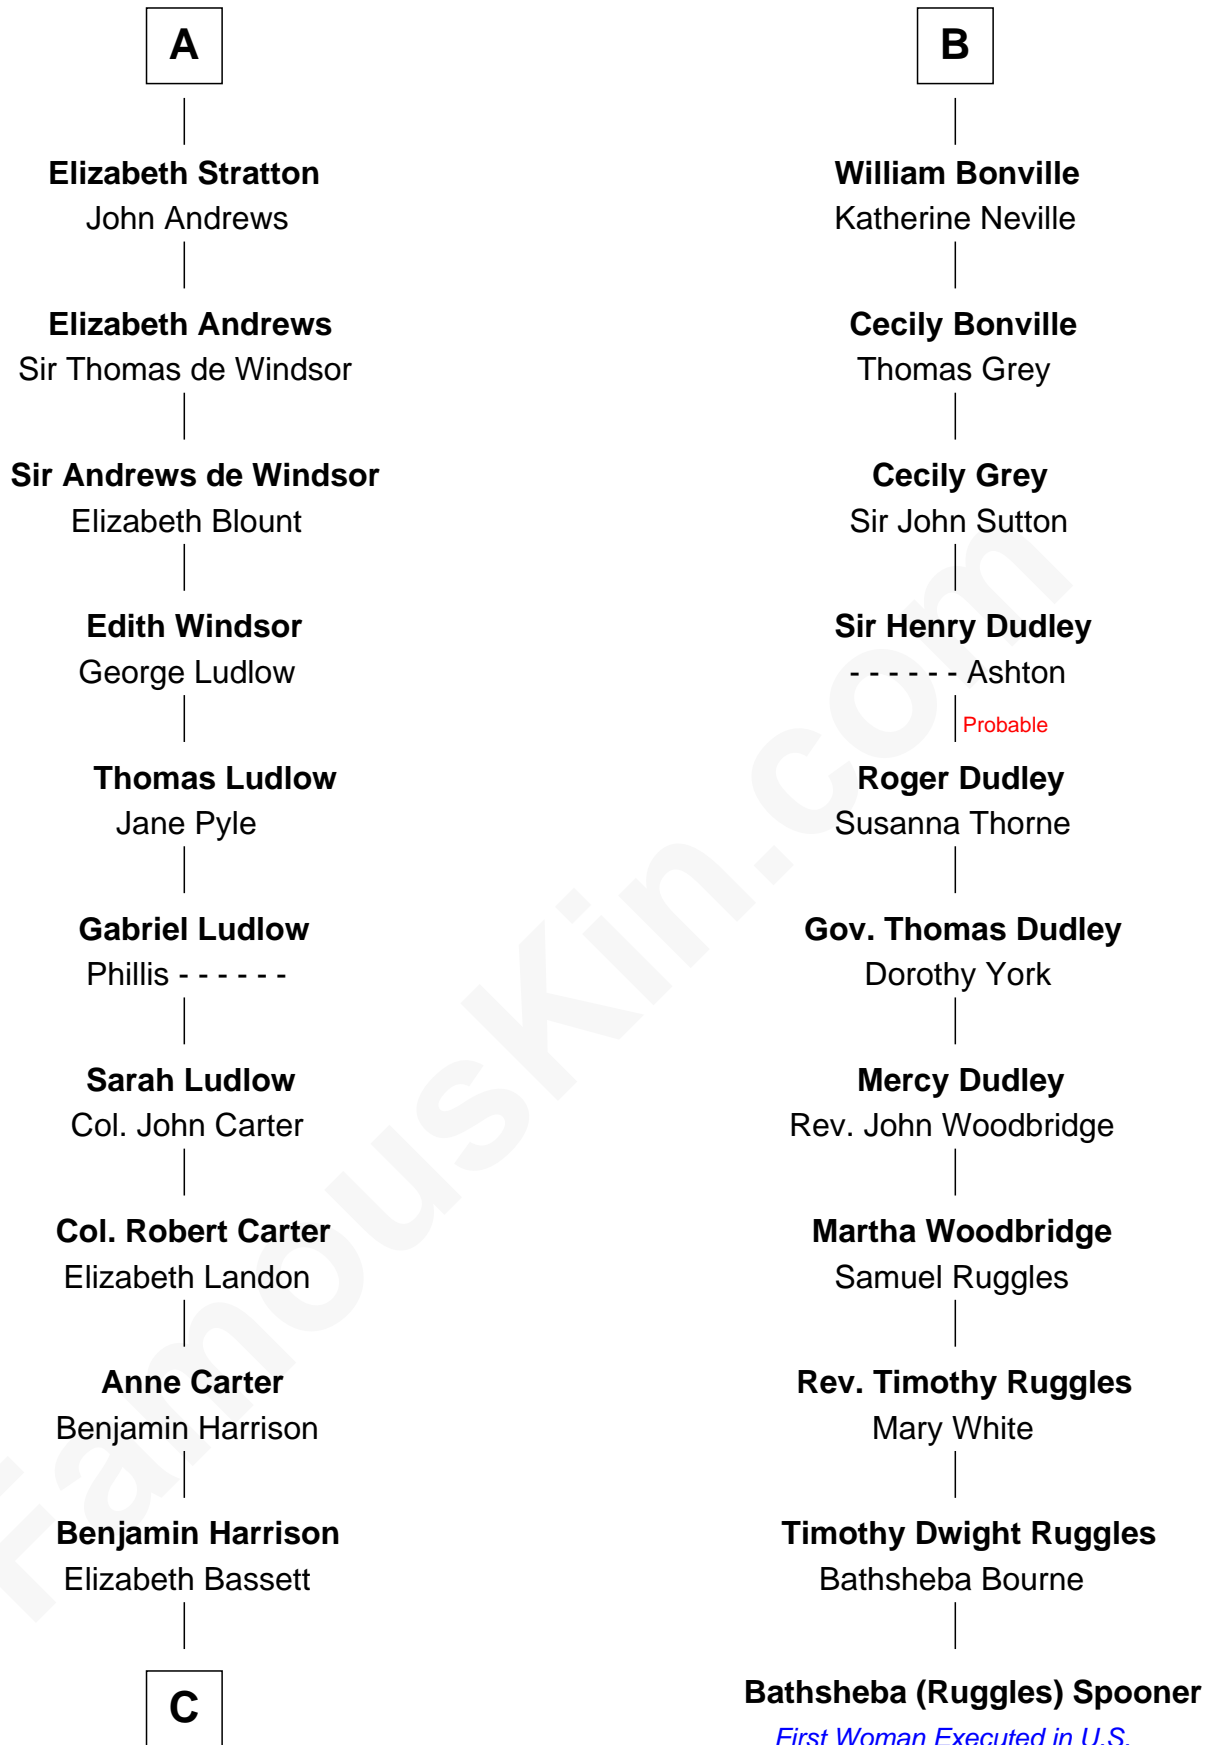 A
Elizabeth Stratton
John Andrews
Elizabeth Andrews
Sir Thomas de Windsor
Sir Andrews de Windsor
Elizabeth Blount
Edith Windsor
George Ludlow
Thomas Ludlow
Jane Pyle
Gabriel Ludlow
Phillis - - - - - -
Sarah Ludlow
Col. John Carter
Col. Robert Carter
Elizabeth Landon
Anne Carter
Benjamin Harrison
Benjamin Harrison
Elizabeth Bassett
C
B
William Bonville
Katherine Neville
Cecily Bonville
Thomas Grey
Cecily Grey
Sir John Sutton
Sir Henry Dudley
- - - - - - Ashton
Probable
Roger Dudley
Susanna Thorne
Gov. Thomas Dudley
Dorothy York
Mercy Dudley
Rev. John Woodbridge
Martha Woodbridge
Samuel Ruggles
Rev. Timothy Ruggles
Mary White
Timothy Dwight Ruggles
Bathsheba Bourne
Bathsheba (Ruggles) Spooner
First Woman Executed in U.S.
FamousKin.com